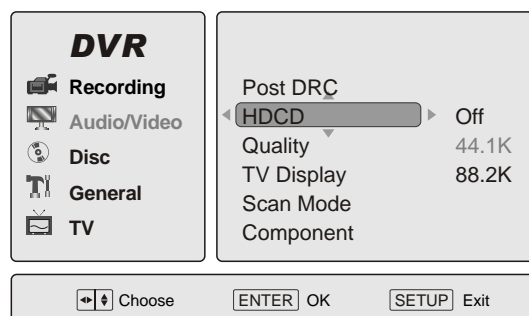 DVR
Recording
Audio/Video
Disc
General
TV
Post DRC
HDCD Off
Quality 44.1K
TV Display 88.2K
Scan Mode
Component
Choose ENTER OK SETUP Exit